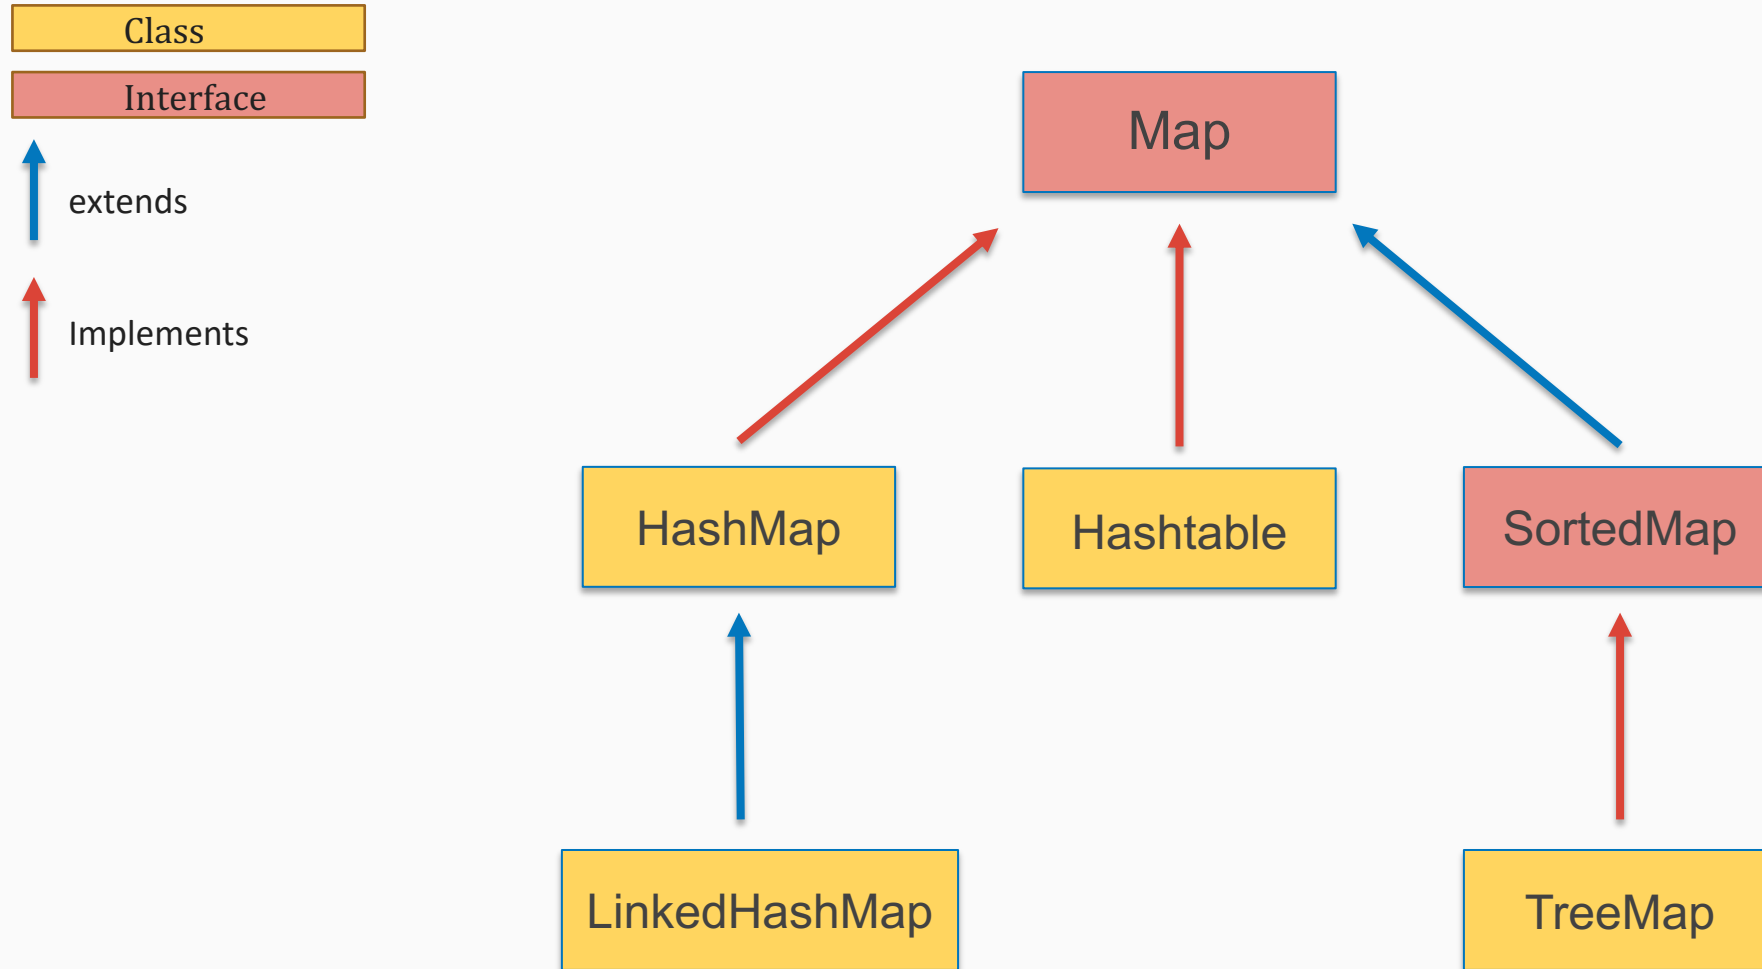 Class
Interface
extends
Implements
Map
HashMap
Hashtable
SortedMap
LinkedHashMap
TreeMap